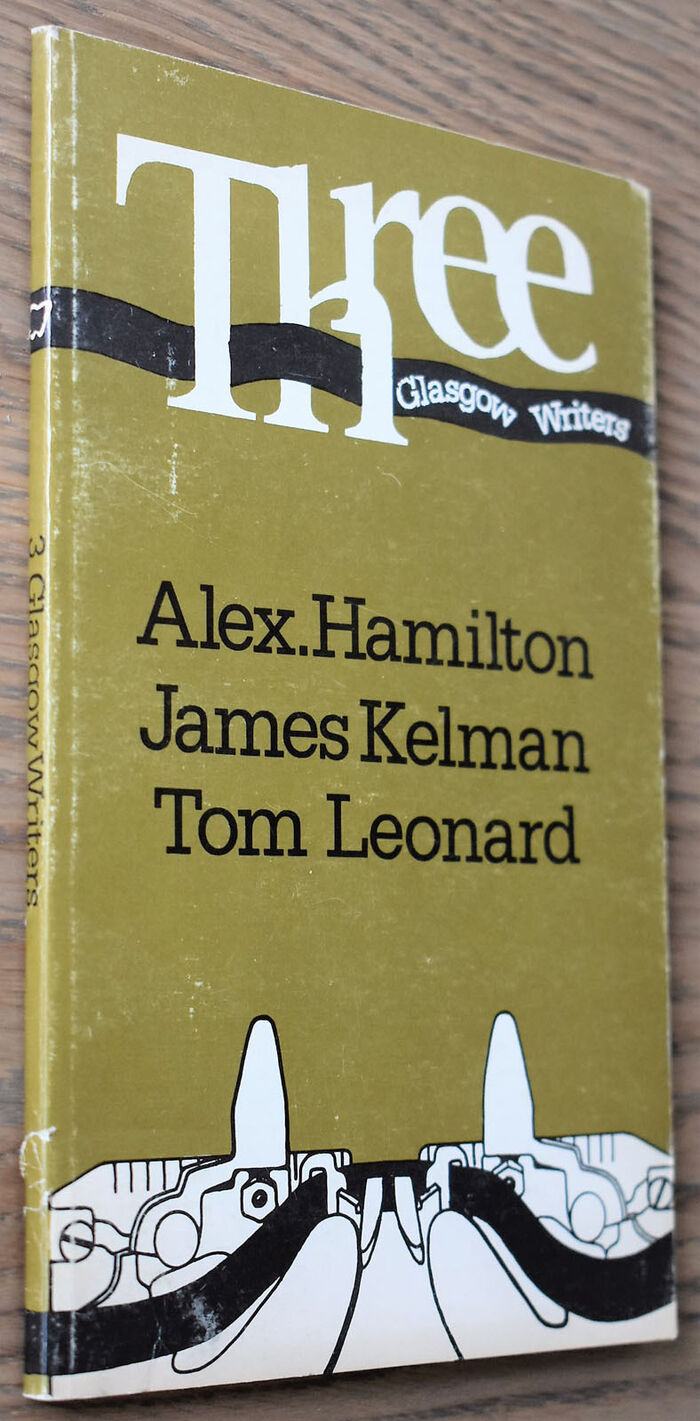 Three
Glasgow Writers
Alex.Hamilton
James Kelman
Tom Leonard
3 Glasgow Writers